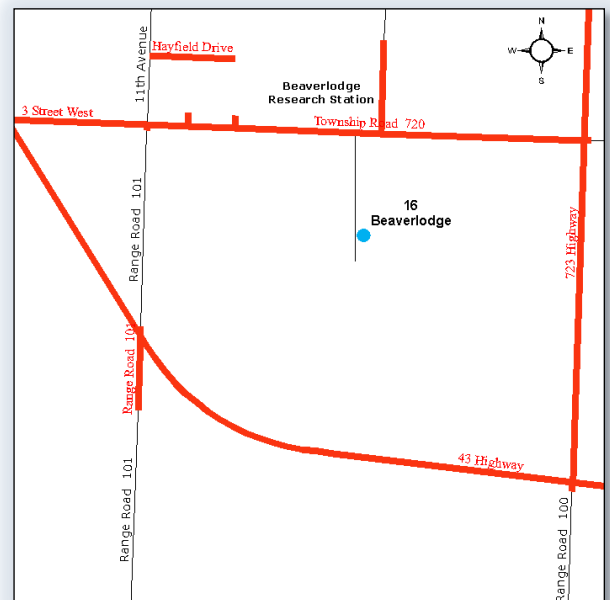 N
W
E
S
11th Avenue
Hayfield Drive
Beaverlodge
Research Station
3 Street West
Township Road 720
Range Road 101
16
Beaverlodge
723 Highway
Range Road 101
43 Highway
Range Road 101
Range Road 100